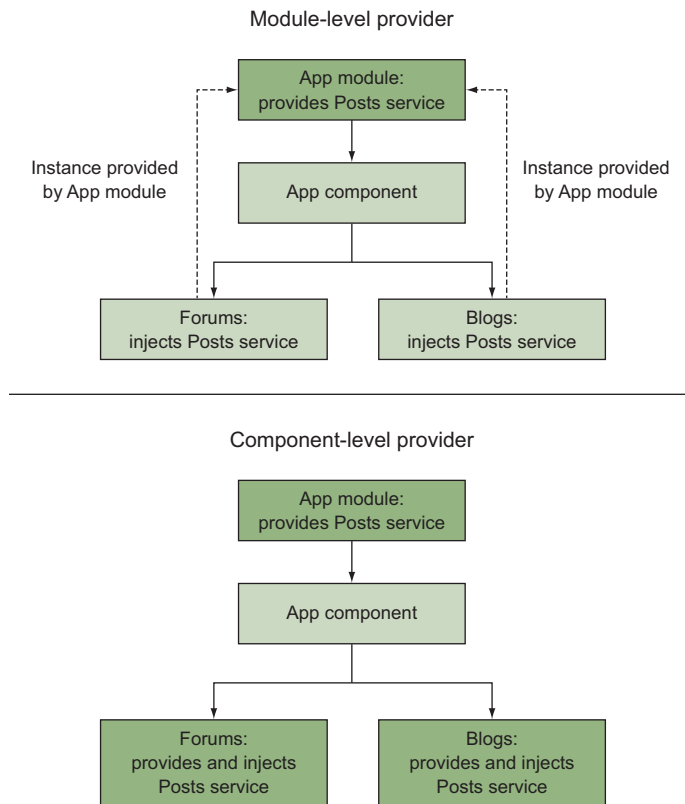 Module-level provider
App module:
provides Posts service
Instance provided
by App module
Instance provided
by App module
App component
Forums:
injects Posts service
Blogs:
injects Posts service
Component-level provider
App module:
provides Posts service
App component
Forums:
provides and injects
Posts service
Blogs:
provides and injects
Posts service